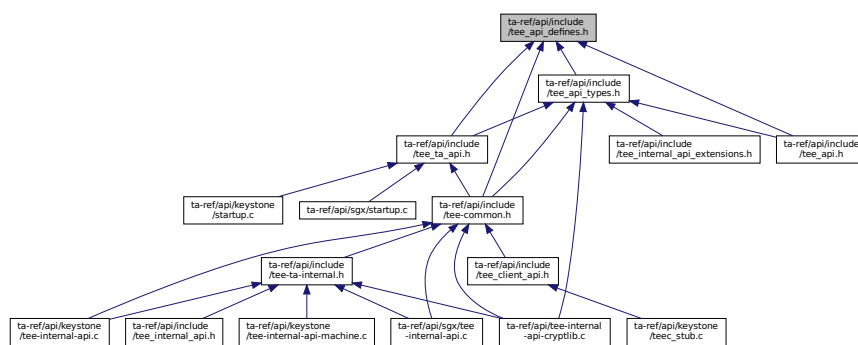 ta-ref/api/include
/tee_api_defines.h
ta-ref/api/include
/tee_api_types.h
ta-ref/api/include
/tee_ta_api.h
ta-ref/api/include
/tee_internal_api_extensions.h
ta-ref/api/include
/tee_api.h
ta-ref/api/keystone
/startup.c
ta-ref/api/sgx/startup.c
ta-ref/api/include
/tee-common.h
ta-ref/api/include
/tee-ta-internal.h
ta-ref/api/include
/tee_client_api.h
ta-ref/api/keystone
/tee-internal-api.c
ta-ref/api/include
/tee_internal_api.h
ta-ref/api/keystone
/tee-internal-api-machine.c
ta-ref/api/sgx/tee
-internal-api.c
ta-ref/api/tee-internal
-api-cryptlib.c
ta-ref/api/keystone
/teec_stub.c